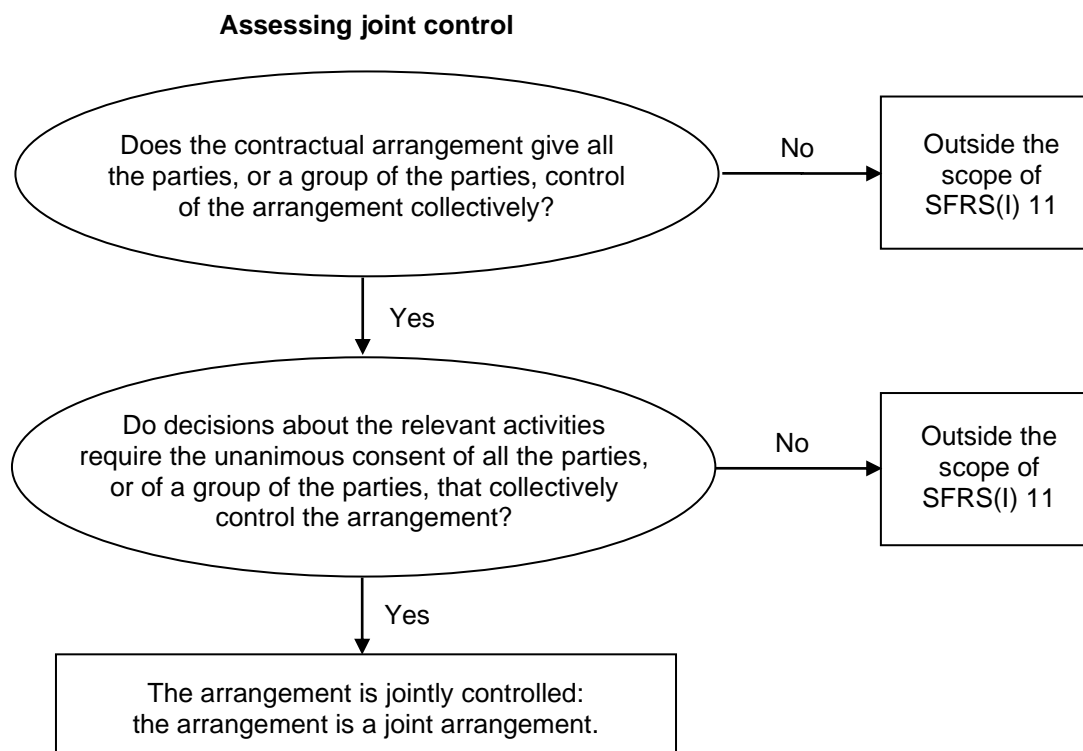 Assessing joint control
Does the contractual arrangement give all
the parties, or a group of the parties, control
of the arrangement collectively?
No
Outside the
scope of
SFRS(I) 11
Yes
Do decisions about the relevant activities
require the unanimous consent of all the parties,
or of a group of the parties, that collectively
control the arrangement?
No
Outside the
scope of
SFRS(I) 11
Yes
The arrangement is jointly controlled:
the arrangement is a joint arrangement.